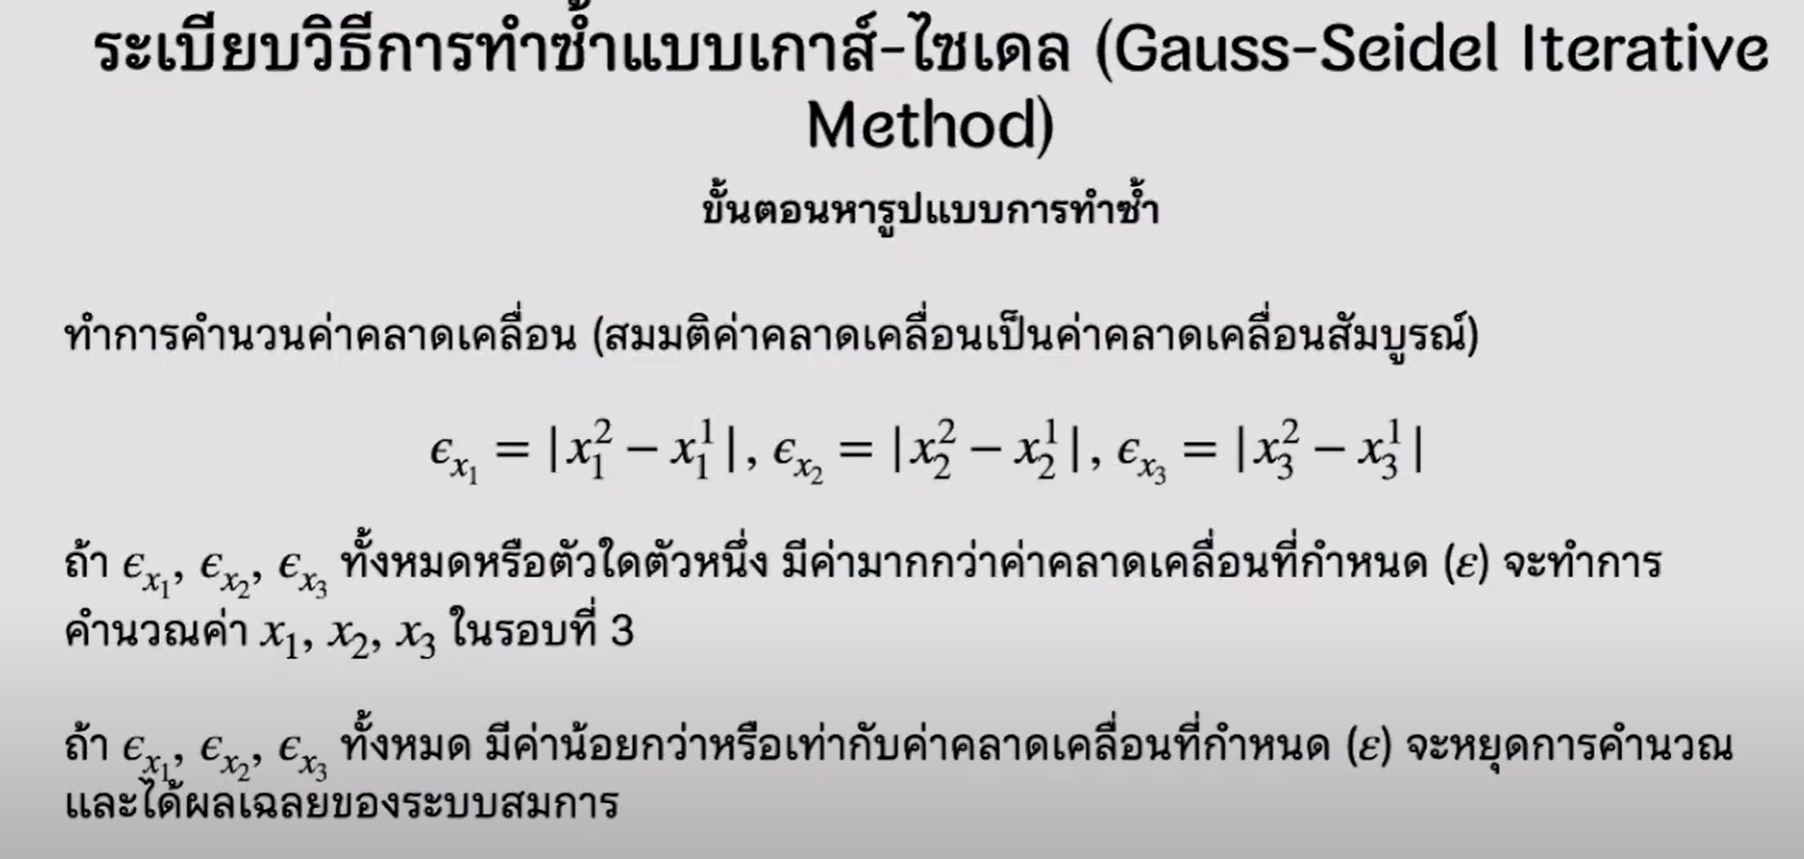 ระเบียบวิธีการทำซ้ำแบบเกาส์-ไซเดล (Gauss-Seidel Iterative
Method)
ขั้นตอนหารูปแบบการทำซ้ำ
ทำการคำนวนค่าคลาดเคลื่อน (สมมติค่าคลาดเคลื่อนเป็นค่าคลาดเคลื่อนสัมบูรณ์)
$\epsilon_{x_1} = |x_1^2 - x_1^1|, \epsilon_{x_2} = |x_2^2 - x_2^1|, \epsilon_{x_3} = |x_3^2 - x_3^1|$
ถ้า $\epsilon_{x_1}, \epsilon_{x_2}, \epsilon_{x_3}$ ทั้งหมดหรือตัวใดตัวหนึ่ง มีค่ามากกว่าค่าคลาดเคลื่อนที่กำหนด ($\varepsilon$) จะทำการ
คำนวณค่า $x_1, x_2, x_3$ ในรอบที่ 3
ถ้า $\epsilon_{x_1}, \epsilon_{x_2}, \epsilon_{x_3}$ ทั้งหมด มีค่าน้อยกว่าหรือเท่ากับค่าคลาดเคลื่อนที่กำหนด ($\varepsilon$) จะหยุดการคำนวณ
และได้ผลเฉลยของระบบสมการ